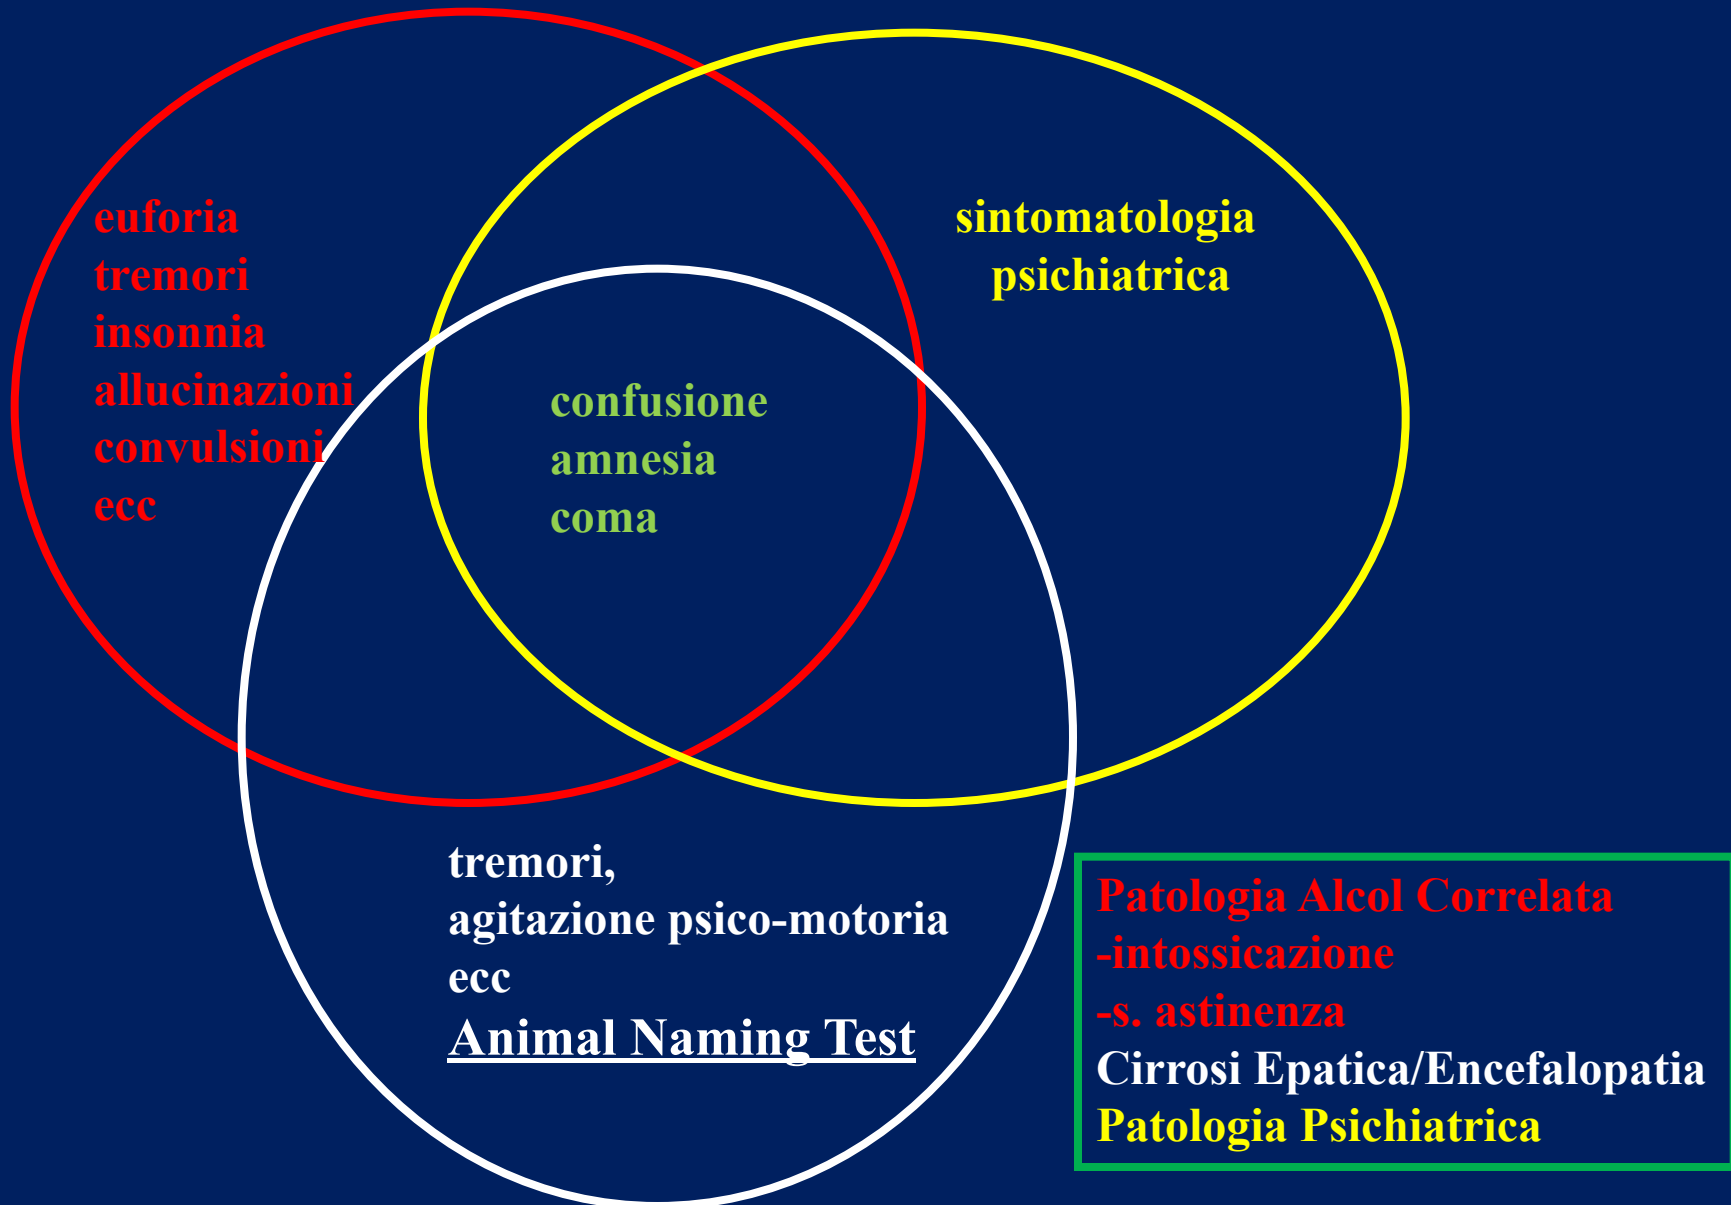 euforia
tremori
insonnia
allucinazioni
convulsioni
ecc
sintomatologia
psichiatrica
confusione
amnesia
coma
tremori,
agitazione psico-motoria
ecc
Animal Naming Test
Patologia Alcol Correlata
-intossicazione
-s. astinenza
Cirrosi Epatica/Encefalopatia
Patologia Psichiatrica